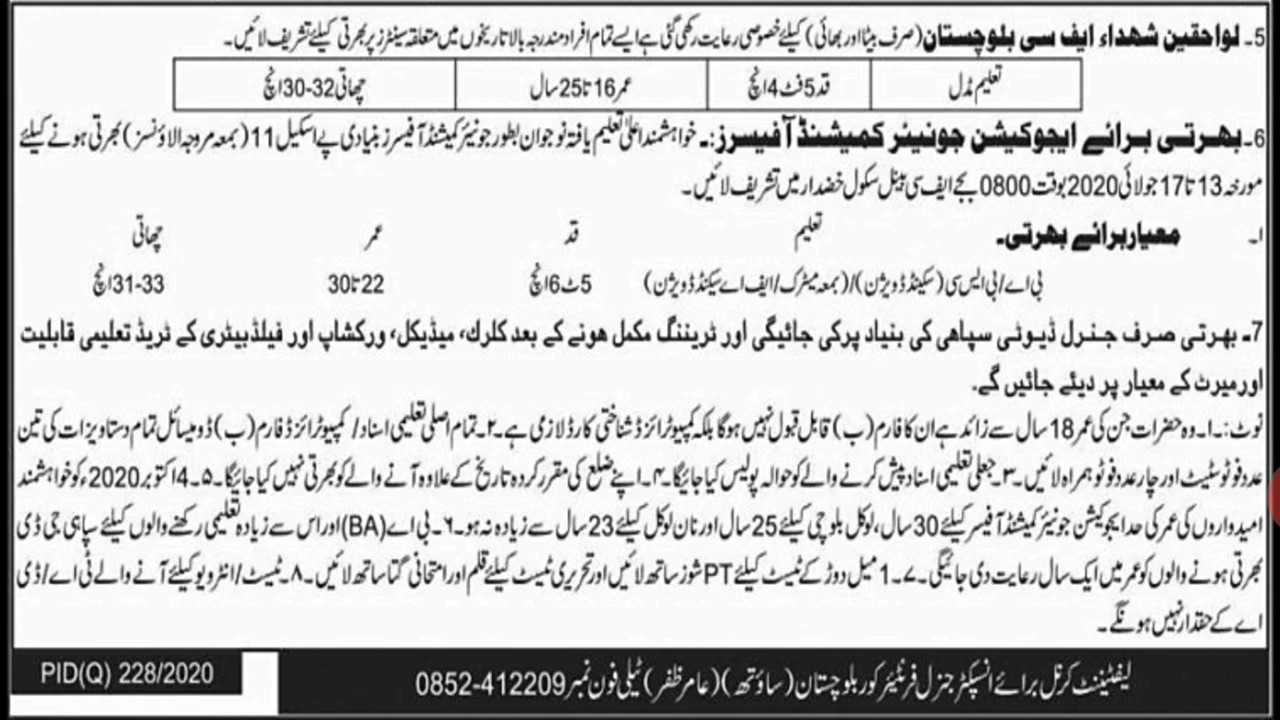 5۔ لواحقین شھداء ایف سی بلوچستان (صرف بیٹا اور بھائی) کیلئے خصوصی رعایت رکھی گئی ہے ایسے تمام افراد مندرجہ بالا تاریخوں میں متعلقہ سینٹرز پر بھرتی کیلئے تشریف لائیں۔
تعلیم مڈل قد 5 فٹ 4 انچ عمر 16 تا 25 سال چھاتی 32-30 انچ
6۔ بھرتی برائے ایجوکیشن جونیئر کمیشنڈ آفیسرز:۔ خواہشمند اعلیٰ تعلیم یافتہ نوجوان بطور جونیئر کمیشنڈ آفیسرز بنیادی پے اسکیل 11 (بمعہ مروجہ الاؤنسز) بھرتی ہونے کیلئے
مورخہ 13 تا 17 جولائی 2020 بوقت 0800 بجے ایف سی ہینل سکول خضدار میں تشریف لائیں۔
ا۔ معیار برائے بھرتی۔ تعلیم قد عمر چھاتی
بی اے/بی ایس سی (سکینڈ ڈویژن)/(بمعہ میٹرک/ایف اے سیکنڈ ڈویژن) 5 ٹ 6 انچ 22 تا 30 33-31 انچ
7۔ بھرتی صرف جنرل ڈیوٹی سپاھی کی بنیاد پر کی جائیگی اور ٹریننگ مکمل ھونے کے بعد کلرک، میڈیکل، ورکشاپ اور فیلڈ بیٹری کے ٹریڈ تعلیمی قابلیت
اور میرٹ کے معیار پر دیئے جائیں گے۔
نوٹ:۔ ۱۔ وہ حضرات جن کی عمر 18 سال سے زائد ہے ان کا فارم (ب) قابل قبول نہیں ہوگا بلکہ کمپیوٹرائزڈ شناختی کارڈ لازمی ہے۔ ۲۔ تمام اصلی تعلیمی اسناد/کمپیوٹرائزڈ فارم (ب) ڈومیسائل تمام دستاویزات کی تین
عدد فوٹو سٹیٹ اور چار عدد فوٹو ہمراہ لائیں۔ ۳۔ جعلی تعلیمی اسناد پیش کرنے والے کو حوالہ پولیس کیا جائیگا۔ ۴۔ اپنے ضلع کی مقرر کردہ تاریخ کے علاوہ آنے والے کو بھرتی نہیں کیا جائیگا۔ ۵۔ 4 اکتوبر 2020ء کو خواہشمند
امیدواروں کی عمر کی حد ایجوکیشن جونیئر کمیشنڈ آفیسر کیلئے 30 سال، لوکل بلوچی کیلئے 25 سال اور نان لوکل کیلئے 23 سال سے زیادہ نہ ہو۔ ۶۔ بی اے (BA) اور اس سے زیادہ تعلیمی رکھنے والوں کیلئے سپاہی جی ڈی
بھرتی ہونے والوں کو عمر میں ایک سال رعایت دی جائیگی۔ ۷۔ 1 میل دوڑ کے ٹیسٹ کیلئے PT شوز ساتھ لائیں اور تحریری ٹیسٹ کیلئے قلم اور امتحانی گتا ساتھ لائیں۔ ۸۔ ٹیسٹ/انٹرویو کیلئے آنے والے ٹی اے/ڈی
اے کے حقدار نہیں ہونگے۔
لیفٹیننٹ کرنل برائے انسپکٹر جنرل فرنٹیئر کور بلوچستان (ساؤتھ) (عامر ظفر) ٹیلی فون نمبر 0852-412209
PID(Q) 228/2020